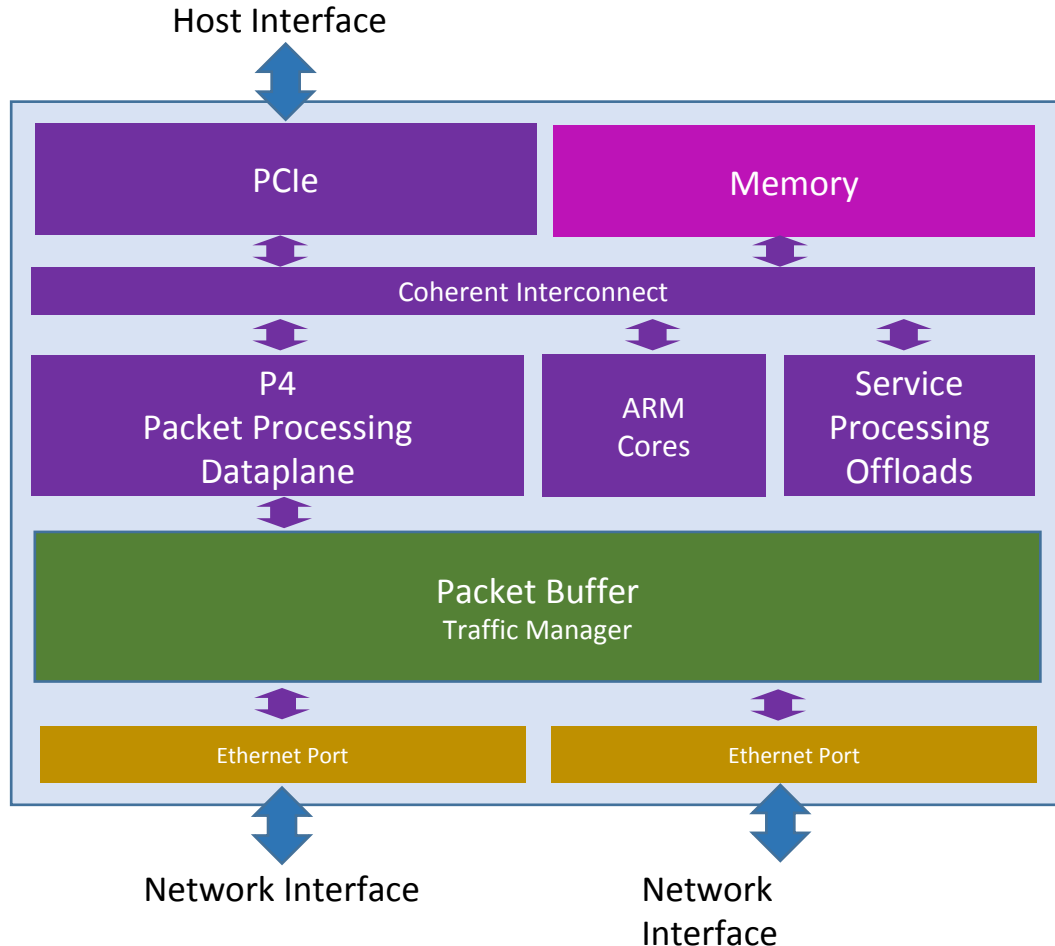 Host Interface
PCIe
Memory
Coherent Interconnect
P4
Packet Processing
Dataplane
ARM
Cores
Service
Processing
Offloads
Packet Buffer
Traffic Manager
Ethernet Port
Ethernet Port
Network Interface
Network
Interface